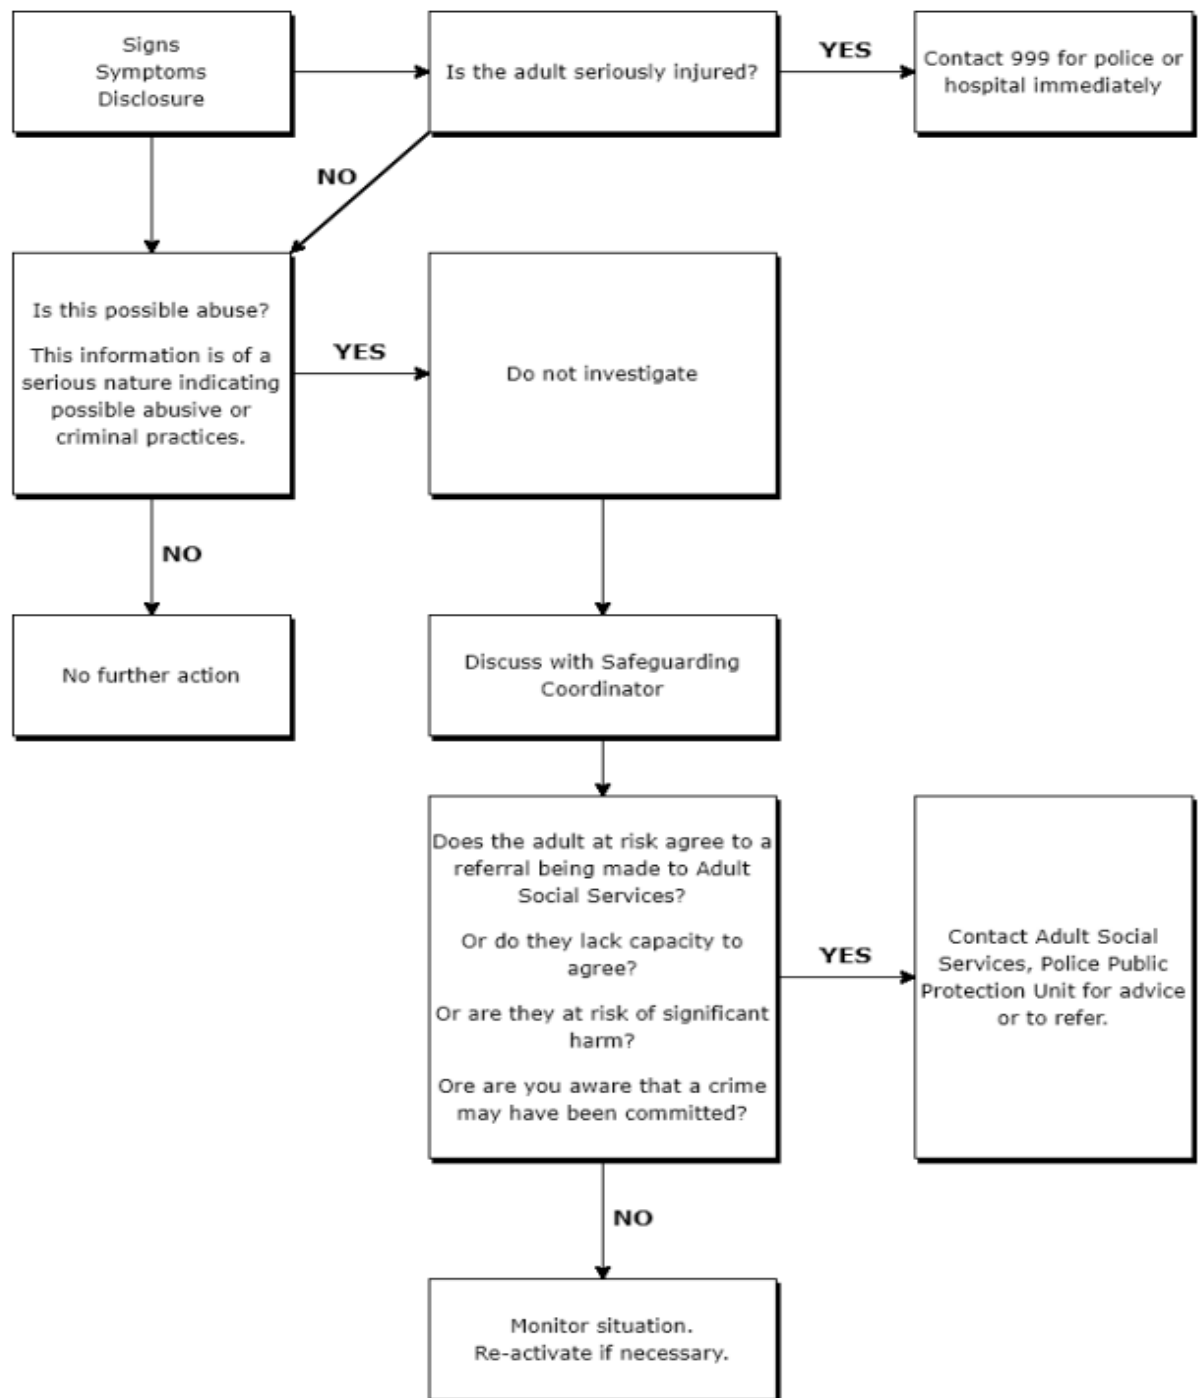 Signs
Symptoms
Disclosure
Is the adult seriously injured?
YES
Contact 999 for police or
hospital immediately
NO
Is this possible abuse?
This information is of a
serious nature indicating
possible abusive or
criminal practices.
YES
Do not investigate
NO
No further action
Discuss with Safeguarding
Coordinator
Does the adult at risk agree to a
referral being made to Adult
Social Services?
Or do they lack capacity to
agree?
Or are they at risk of significant
harm?
Ore are you aware that a crime
may have been committed?
YES
Contact Adult Social
Services, Police Public
Protection Unit for advice
or to refer.
NO
Monitor situation.
Re-activate if necessary.